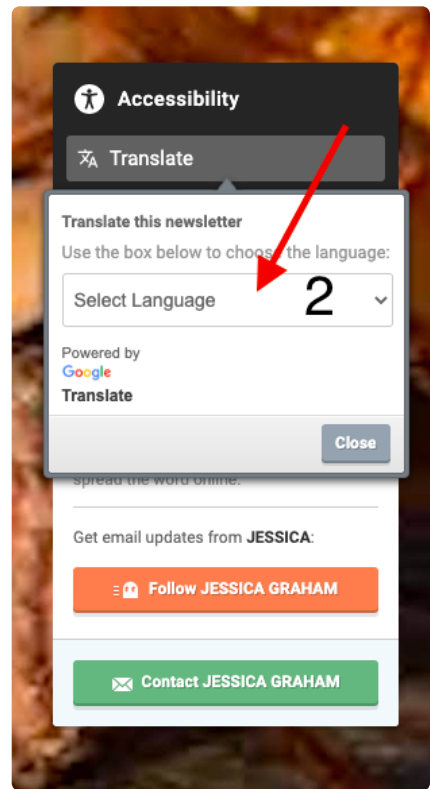 Accessibility
Translate
Translate this newsletter
Use the box below to choose the language:
Select Language 2
Powered by
Google
Translate
Close
spread the word online.
Get email updates from JESSICA:
Follow JESSICA GRAHAM
Contact JESSICA GRAHAM